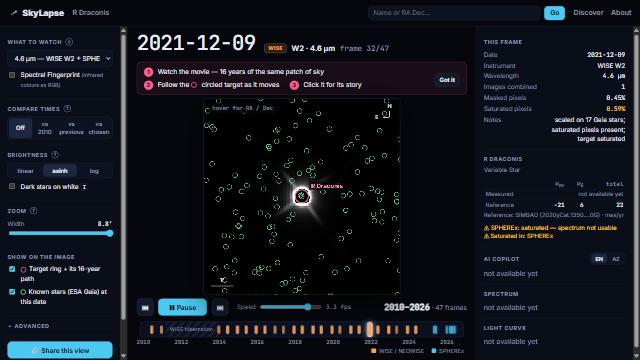 SkyLapse R Draconis
Name or RA Dec...
Go Discover About
WHAT TO WATCH ?
4.6 µm — WISE W2 + SPHE
Spectral Fingerprint (infrared
colours as RGB)
COMPARE TIMES ?
Off
vs 2010
vs previous
vs chosen
BRIGHTNESS ?
linear asinh log
Dark stars on white I
ZOOM ?
Width 8.8'
SHOW ON THE IMAGE
Target ring + its 16-year
path
Known stars (ESA Gaia) at
this date
ADVANCED
Share this view
2021-12-09 WISE W2 · 4.6 µm frame 32/47
1 Watch the movie — 16 years of the same patch of sky
2 Follow the circled target as it moves 3 Click it for its story
Got it
hover for RA / Dec
N
E
R Draconis
Pause Speed 3.3 fps 2010–2026 · 47 frames
WISE hibernation
2010 2012 2014 2016 2018 2020 2022 2024 2026
WISE / NEOWISE SPHEREx
THIS FRAME
Date 2021-12-09
Instrument WISE W2
Wavelength 4.6 µm
Images combined 1
Masked pixels 0.45%
Saturated pixels 0.59%
Notes scaled on 17 Gaia stars;
saturated pixels present;
target saturated
R DRACONIS
Variable Star
total
Measured not available yet
Reference -21 6 22
⚠ SPHEREx: saturated — spectrum not usable
⚠ Saturated in: SPHEREx
AI COPILOT EN AZ
not available yet
SPECTRUM
not available yet
LIGHT CURVE
not available yet